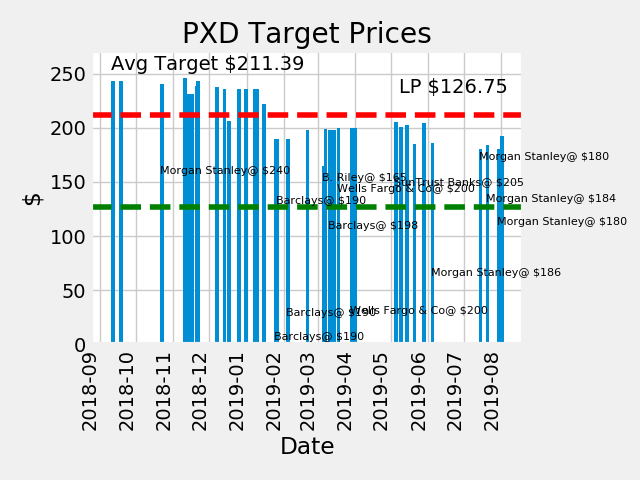 PXD Target Prices
Avg Target $211.39
LP $126.75
250
200
150
100
50
0
$
Morgan Stanley@ $240
B. Riley@ $165
SunTrust Banks@ $205
Wells Fargo & Co@ $200
Barclays@ $190
Barclays@ $198
Morgan Stanley@ $180
Morgan Stanley@ $184
Morgan Stanley@ $180
Morgan Stanley@ $186
Barclays@ $190
Wells Fargo & Co@ $200
Barclays@ $190
2018-09
2018-10
2018-11
2018-12
2019-01
2019-02
2019-03
2019-04
2019-05
2019-06
2019-07
2019-08
Date